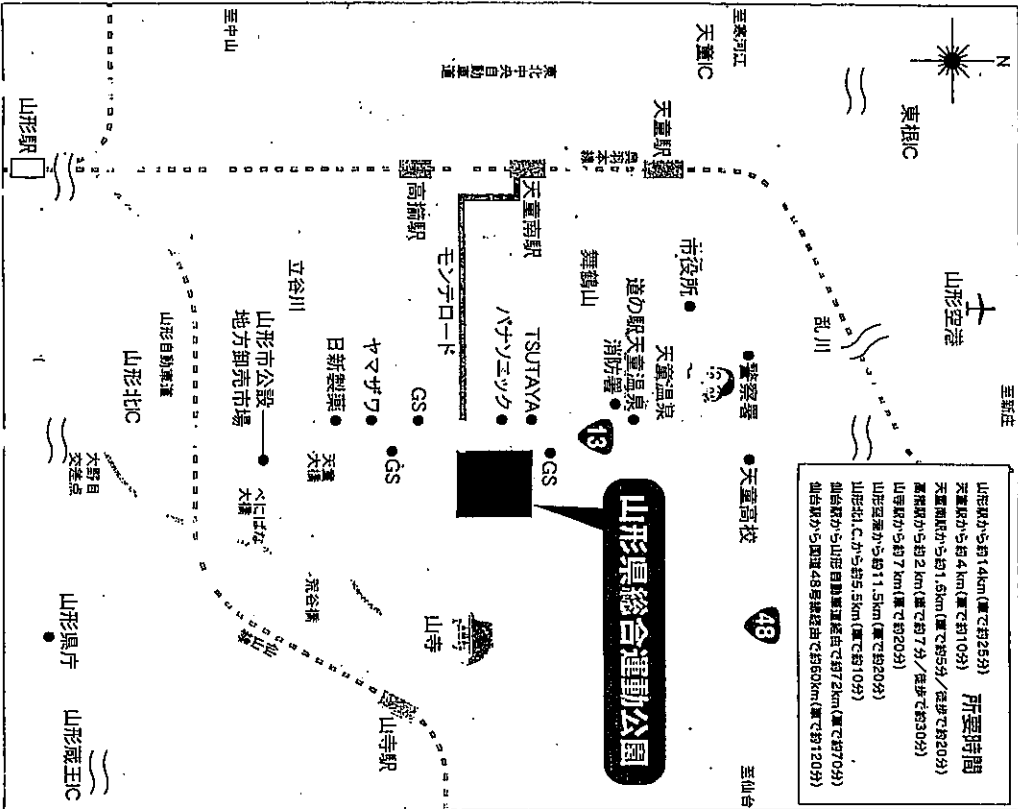 所要時間
山形駅から約14km(車で約25分)
天童駅から約4km(車で約10分)
天童南駅から約1.6km(車で約5分/徒歩で約20分)
高擶駅から約2km(車で約7分/徒歩で約30分)
山寺駅から約7km(車で約20分)
山形空港から約11.5km(車で約20分)
山形北I.C.から約5.5km(車で約10分)
仙台駅から山形自動車道経由で約72km(車で約70分)
仙台駅から国道48号線経由で約60km(車で約120分)
N
至新庄
山形空港
東根IC
乱川
至寒河江
天童IC
警察署
天童高校
48
至仙台
天童駅
奥羽本線
市役所
天童温泉
道の駅天童温泉
消防署
舞鶴山
13
山形県総合運動公園
東北中央自動車道
天童南駅
TSUTAYA
パナソニック
GS
モンテロード
高擶駅
GS
ヤマザワ
GS
日新製薬
天童大橋
山寺
山寺駅
仙山線
荒谷橋
立谷川
山形市公設
地方卸売市場
べにばな
大橋
至中山
山形自動車道
山形北IC
大野目
交差点
山形駅
山形県庁
山形蔵王IC